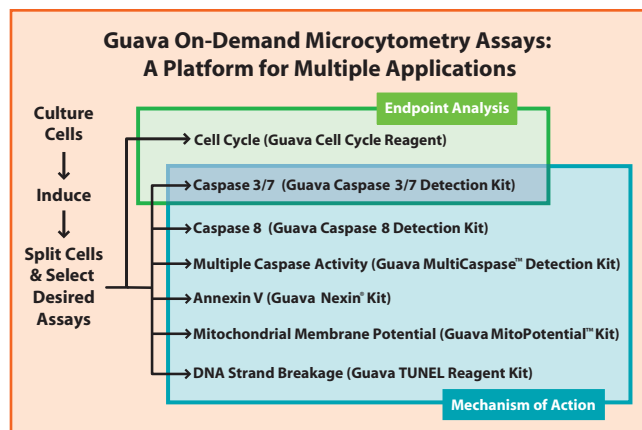 Guava On-Demand Microcytometry Assays:
A Platform for Multiple Applications
Culture
Cells
Induce
Split Cells
& Select
Desired
Assays
Endpoint Analysis
Cell Cycle (Guava Cell Cycle Reagent)
Caspase 3/7 (Guava Caspase 3/7 Detection Kit)
Caspase 8 (Guava Caspase 8 Detection Kit)
Multiple Caspase Activity (Guava MultiCaspase™ Detection Kit)
Annexin V (Guava Nexin® Kit)
Mitochondrial Membrane Potential (Guava MitoPotential™ Kit)
DNA Strand Breakage (Guava TUNEL Reagent Kit)
Mechanism of Action